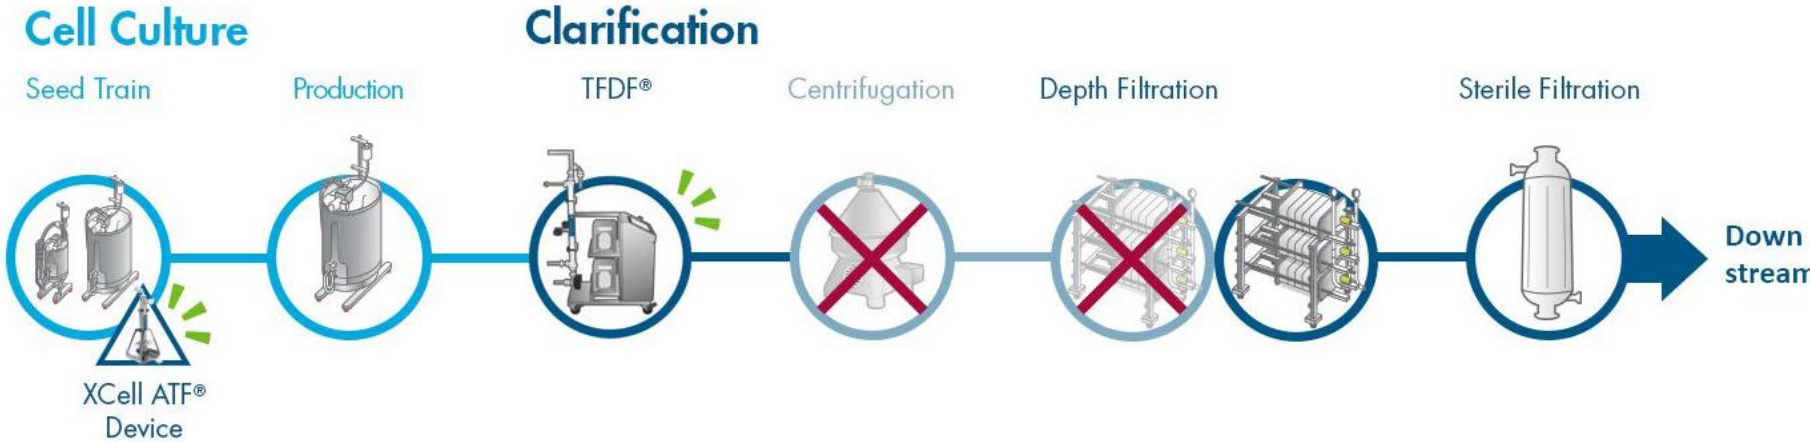 Cell Culture
Clarification
Seed Train
Production
TFDF®
Centrifugation
Depth Filtration
Sterile Filtration
Down
stream
XCell ATF®
Device